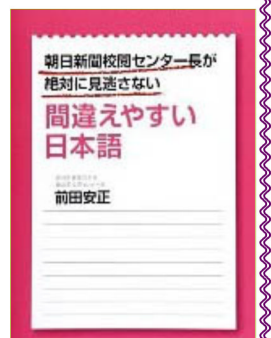 朝日新聞校閲センター長が
絶対に見逃さない
間違えやすい
日本語
前田安正